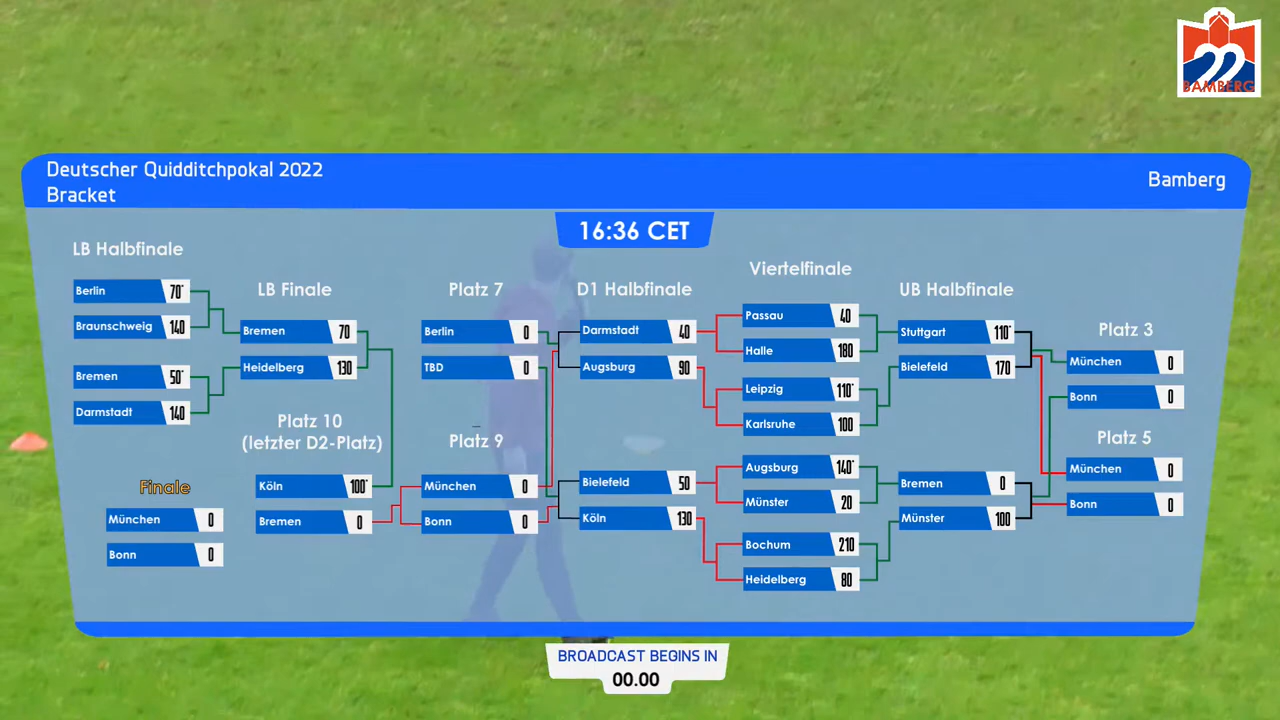 BAMBERG
Deutscher Quidditchpokal 2022
Bracket
Bamberg
16:36 CET
LB Halbfinale
Berlin 70*
Braunschweig 140
Bremen 50*
Darmstadt 140
LB Finale
Bremen 70
Heidelberg 130
Platz 10
(letzter D2-Platz)
Köln 100*
Bremen 0
Finale
München 0
Bonn 0
Platz 7
Berlin 0
TBD 0
Platz 9
München 0
Bonn 0
D1 Halbfinale
Darmstadt 40
Augsburg 90
Bielefeld 50
Köln 130
Viertelfinale
Passau 40
Halle 180
Leipzig 110*
Karlsruhe 100
Augsburg 140*
Münster 20
Bochum 210
Heidelberg 80
UB Halbfinale
Stuttgart 110*
Bielefeld 170
Bremen 0
Münster 100
Platz 3
München 0
Bonn 0
Platz 5
München 0
Bonn 0
BROADCAST BEGINS IN
00.00